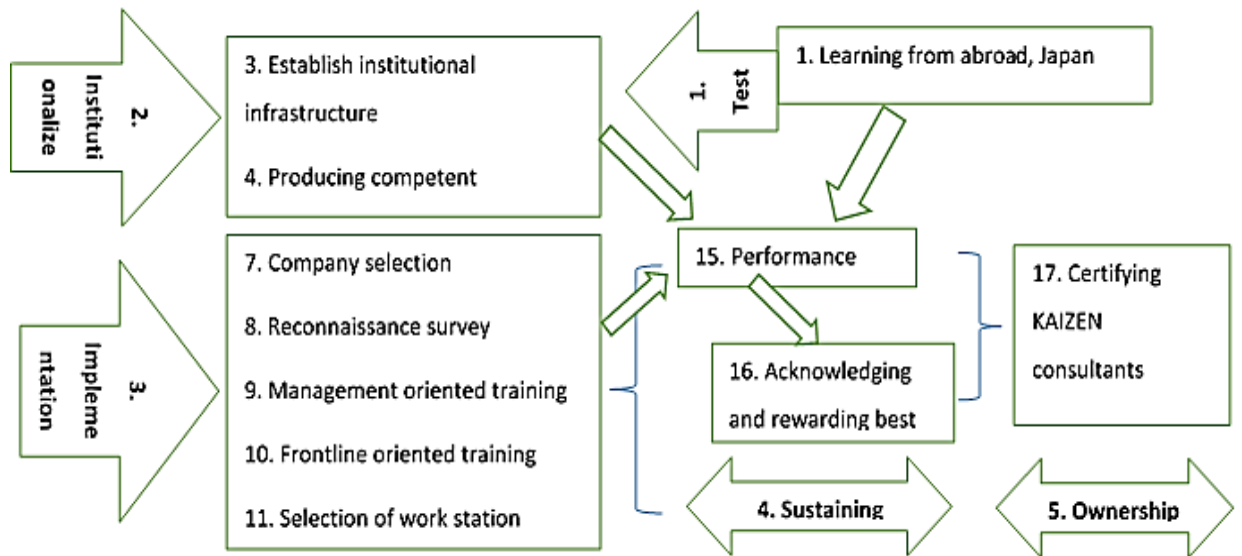 2.
Instituti
onalize
3. Establish institutional
infrastructure
4. Producing competent
1.
Test
1. Learning from abroad, Japan
3.
Impleme
ntation
7. Company selection
8. Reconnaissance survey
9. Management oriented training
10. Frontline oriented training
11. Selection of work station
15. Performance
16. Acknowledging
and rewarding best
17. Certifying
KAIZEN
consultants
4. Sustaining
5. Ownership